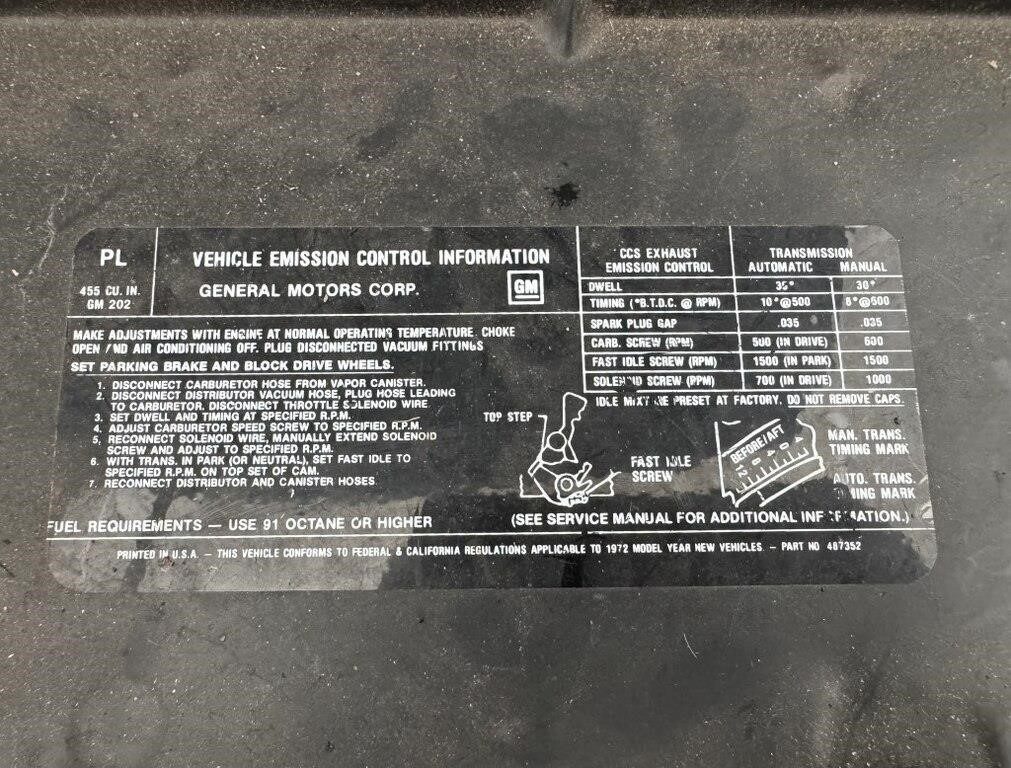 PL
455 CU. IN.
GM 202
VEHICLE EMISSION CONTROL INFORMATION
GENERAL MOTORS CORP.
GM
MAKE ADJUSTMENTS WITH ENGINE AT NORMAL OPERATING TEMPERATURE. CHOKE
OPEN AND AIR CONDITIONING OFF. PLUG DISCONNECTED VACUUM FITTINGS
SET PARKING BRAKE AND BLOCK DRIVE WHEELS.
1. DISCONNECT CARBURETOR HOSE FROM VAPOR CANISTER.
2. DISCONNECT DISTRIBUTOR VACUUM HOSE, PLUG HOSE LEADING
TO CARBURETOR. DISCONNECT THROTTLE SOLENOID WIRE
3. SET DWELL AND TIMING AT SPECIFIED R.P.M.
4. ADJUST CARBURETOR SPEED SCREW TO SPECIFIED R.P.M.
5. RECONNECT SOLENOID WIRE, MANUALLY EXTEND SOLENOID
SCREW AND ADJUST TO SPECIFIED R.P.M.
6. WITH TRANS. IN PARK (OR NEUTRAL), SET FAST IDLE TO
SPECIFIED R.P.M. ON TOP SET OF CAM.
7. RECONNECT DISTRIBUTOR AND CANISTER HOSES
CCS EXHAUST TRANSMISSION
EMISSION CONTROL AUTOMATIC MANUAL
DWELL 35° 30°
TIMING (°B.T.D.C. @ RPM) 10°@500 8°@600
SPARK PLUG GAP .035 .035
CARB. SCREW (RPM) 500 (IN DRIVE) 600
FAST IDLE SCREW (RPM) 1500 (IN PARK) 1500
SOLENOID SCREW (RPM) 700 (IN DRIVE) 1000
IDLE MIXTURE PRESET AT FACTORY. DO NOT REMOVE CAPS.
TOP STEP
FAST IDLE
SCREW
BEFORE/AFT
12 8 4 0 4
MAN. TRANS.
TIMING MARK
AUTO. TRANS.
TIMING MARK
FUEL REQUIREMENTS — USE 91 OCTANE OR HIGHER
(SEE SERVICE MANUAL FOR ADDITIONAL INFORMATION.)
PRINTED IN U.S.A. — THIS VEHICLE CONFORMS TO FEDERAL & CALIFORNIA REGULATIONS APPLICABLE TO 1972 MODEL YEAR NEW VEHICLES. — PART NO 487352